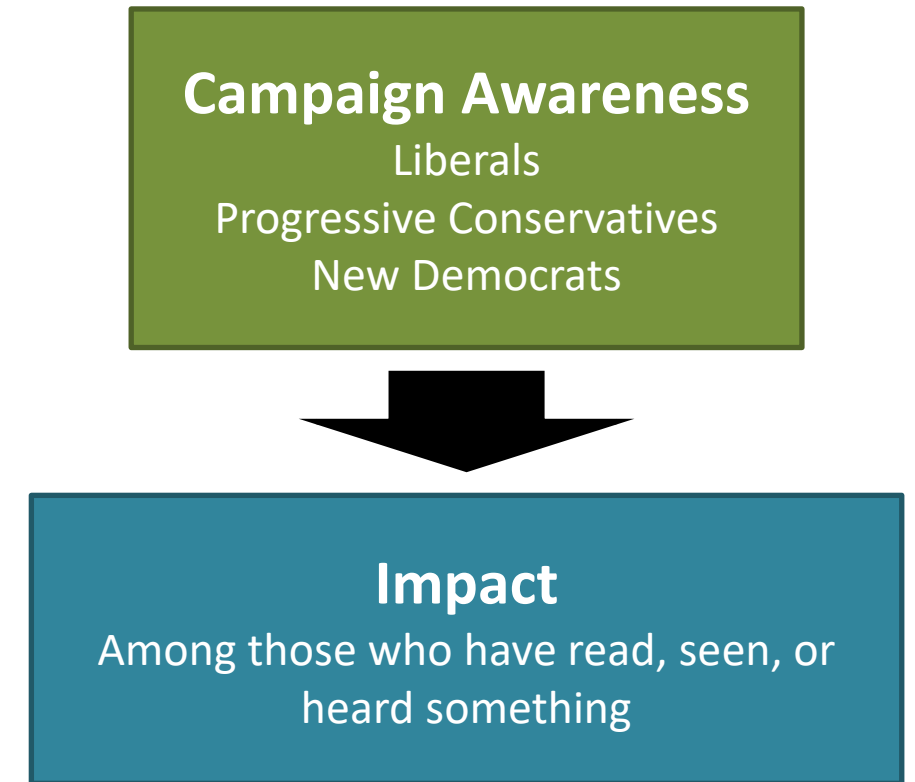 Campaign Awareness
Liberals
Progressive Conservatives
New Democrats
Impact
Among those who have read, seen, or
heard something